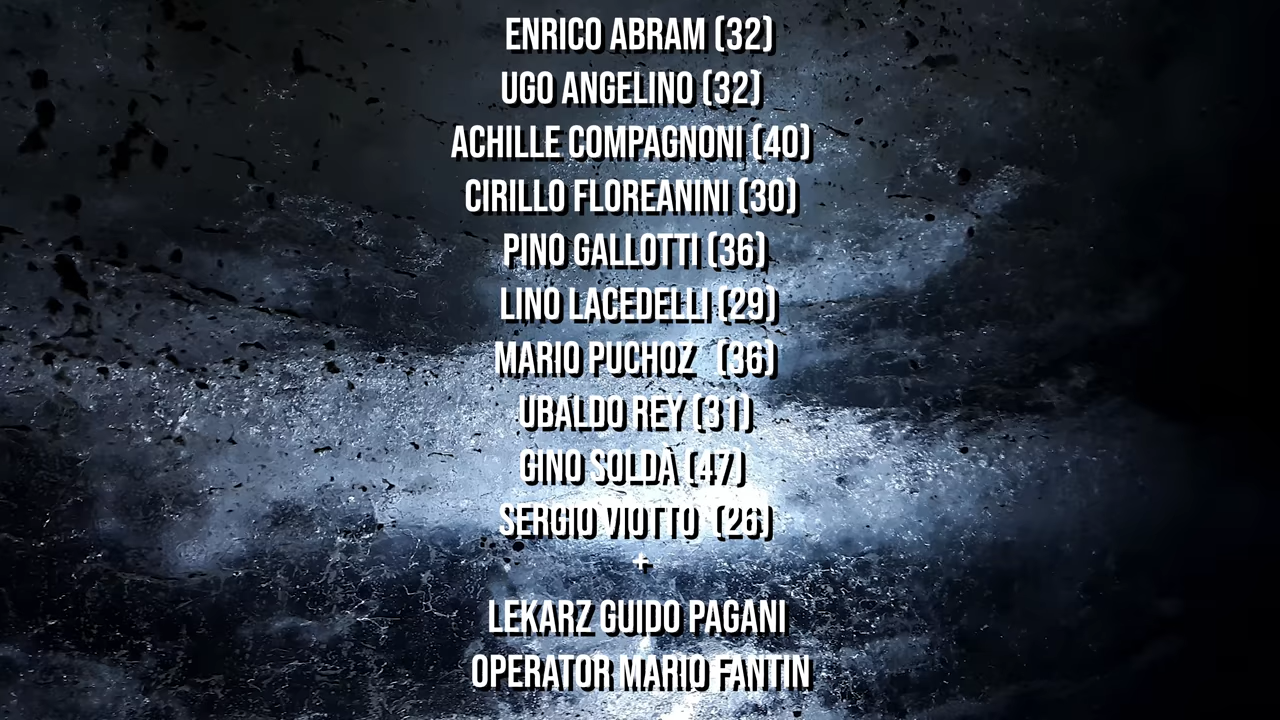 ENRICO ABRAM (32)
UGO ANGELINO (32)
ACHILLE COMPAGNONI (40)
CIRILLO FLOREANINI (30)
PINO GALLOTTI (36)
LINO LACEDELLI (29)
MARIO PUCHOZ (36)
UBALDO REY (31)
GINO SOLDÀ (47)
SERGIO VIOTTO (26)
+
LEKARZ GUIDO PAGANI
OPERATOR MARIO FANTIN